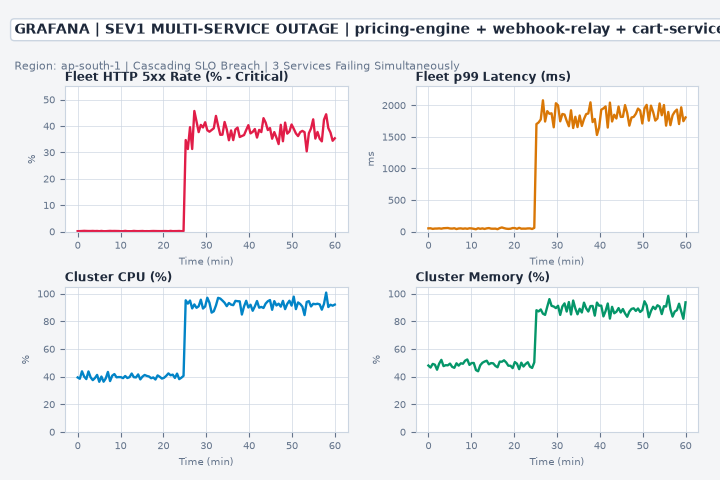 GRAFANA | SEV1 MULTI-SERVICE OUTAGE | pricing-engine + webhook-relay + cart-service
Region: ap-south-1 | Cascading SLO Breach | 3 Services Failing Simultaneously
Fleet HTTP 5xx Rate (% - Critical)
50
40
30
20
10
0
%
0 10 20 30 40 50 60
Time (min)
Fleet p99 Latency (ms)
2000
1500
1000
500
0
ms
0 10 20 30 40 50 60
Time (min)
Cluster CPU (%)
100
80
60
40
20
0
%
0 10 20 30 40 50 60
Time (min)
Cluster Memory (%)
100
80
60
40
20
0
%
0 10 20 30 40 50 60
Time (min)